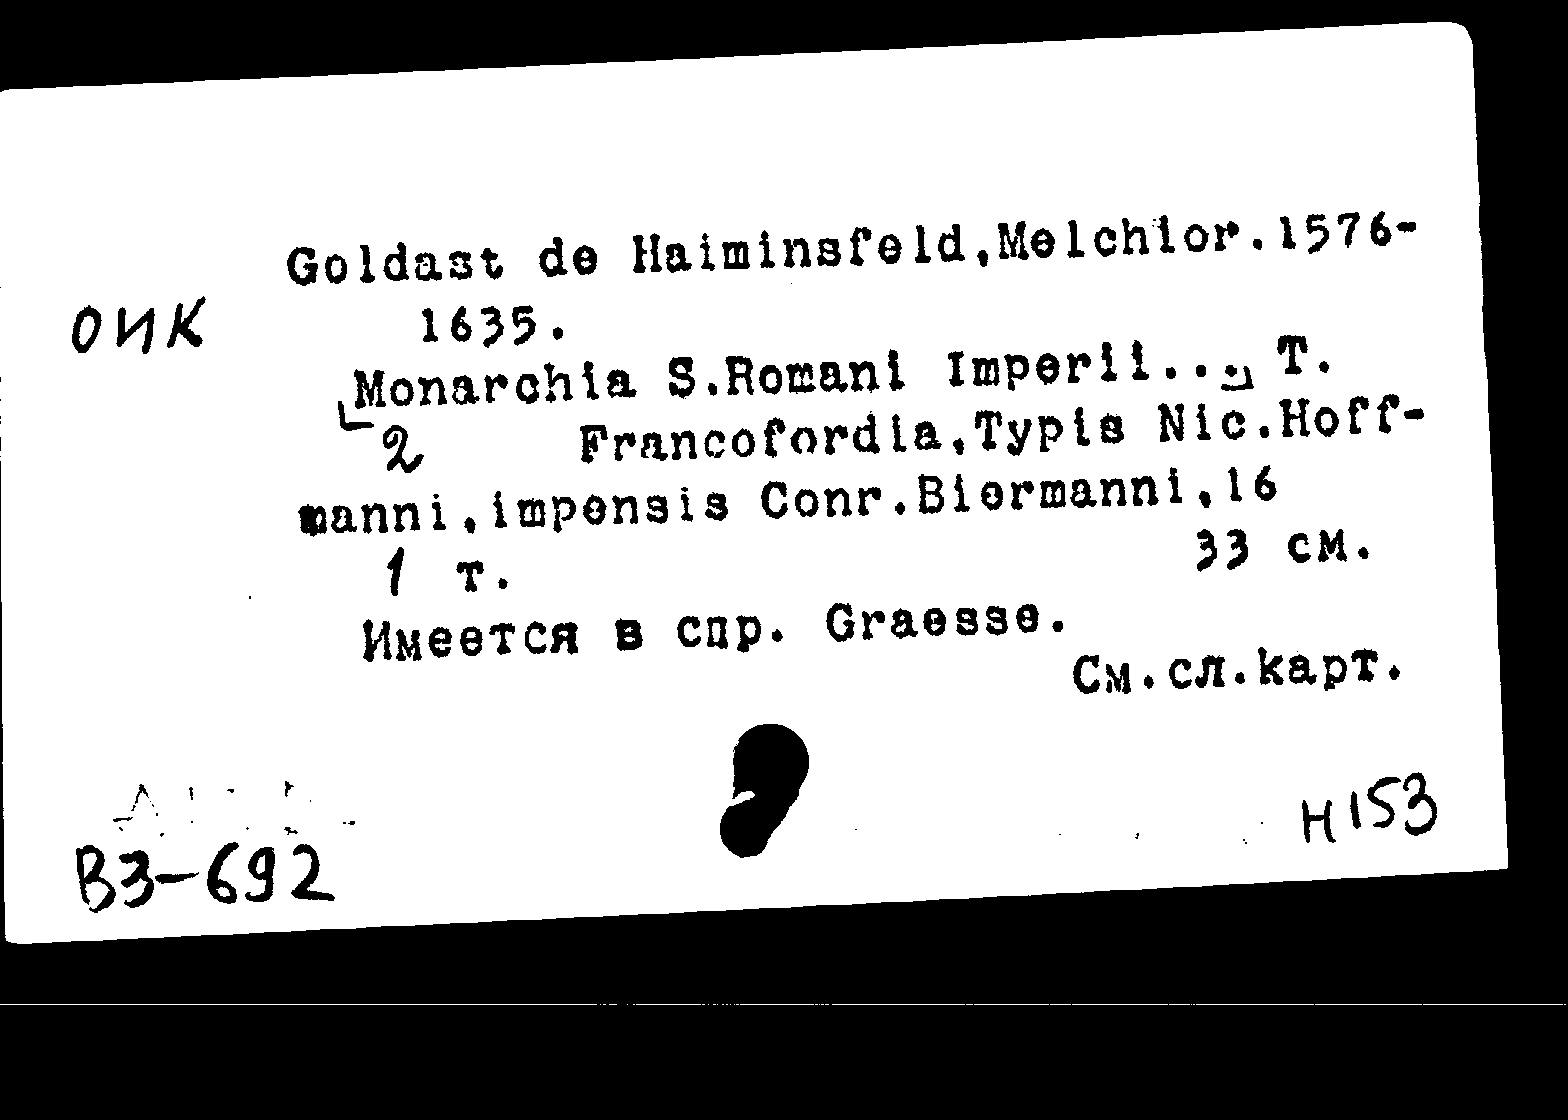 Goldast de Haiminsfeld,Melchior.1576-
ОИК
1635.
[Monarchia S.Romani Imperii...] T.
2 Francofordia,Typis Nic.Hoff-
manni,impensis Conr.Biermanni,16
1 т. 33 см.
Имеется в спр. Graesse.
См.сл.карт.
H153
В3-692